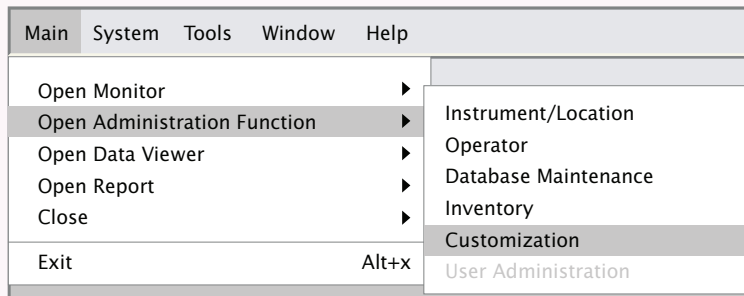 Main System Tools Window Help
Open Monitor
Open Administration Function
Open Data Viewer
Open Report
Close
Exit Alt+x
Instrument/Location
Operator
Database Maintenance
Inventory
Customization
User Administration